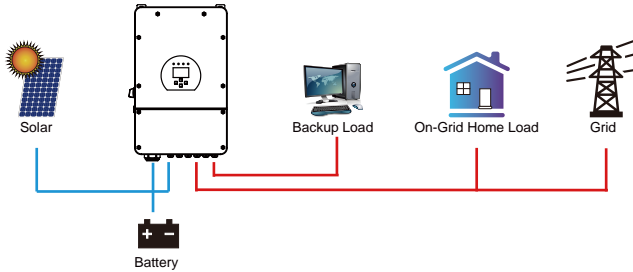 Solar
Backup Load
On-Grid Home Load
Grid
Battery